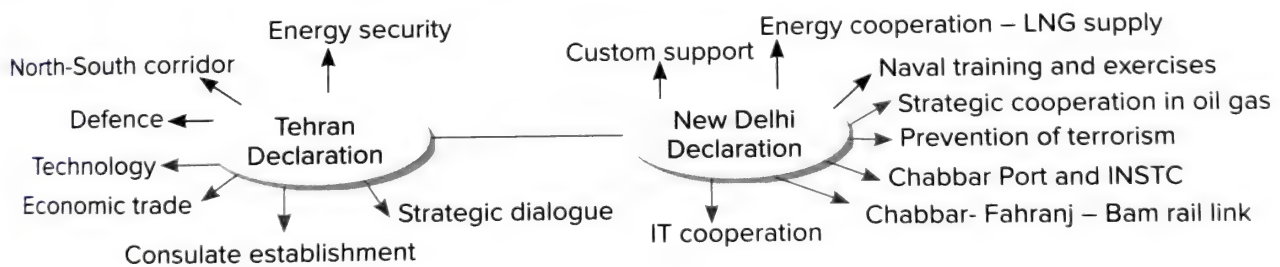 Energy security
North-South corridor
Defence
Tehran
Declaration
Technology
Economic trade
Consulate establishment
Strategic dialogue
Custom support
Energy cooperation – LNG supply
Naval training and exercises
Strategic cooperation in oil gas
New Delhi
Declaration
Prevention of terrorism
Chabbar Port and INSTC
Chabbar- Fahranj – Bam rail link
IT cooperation